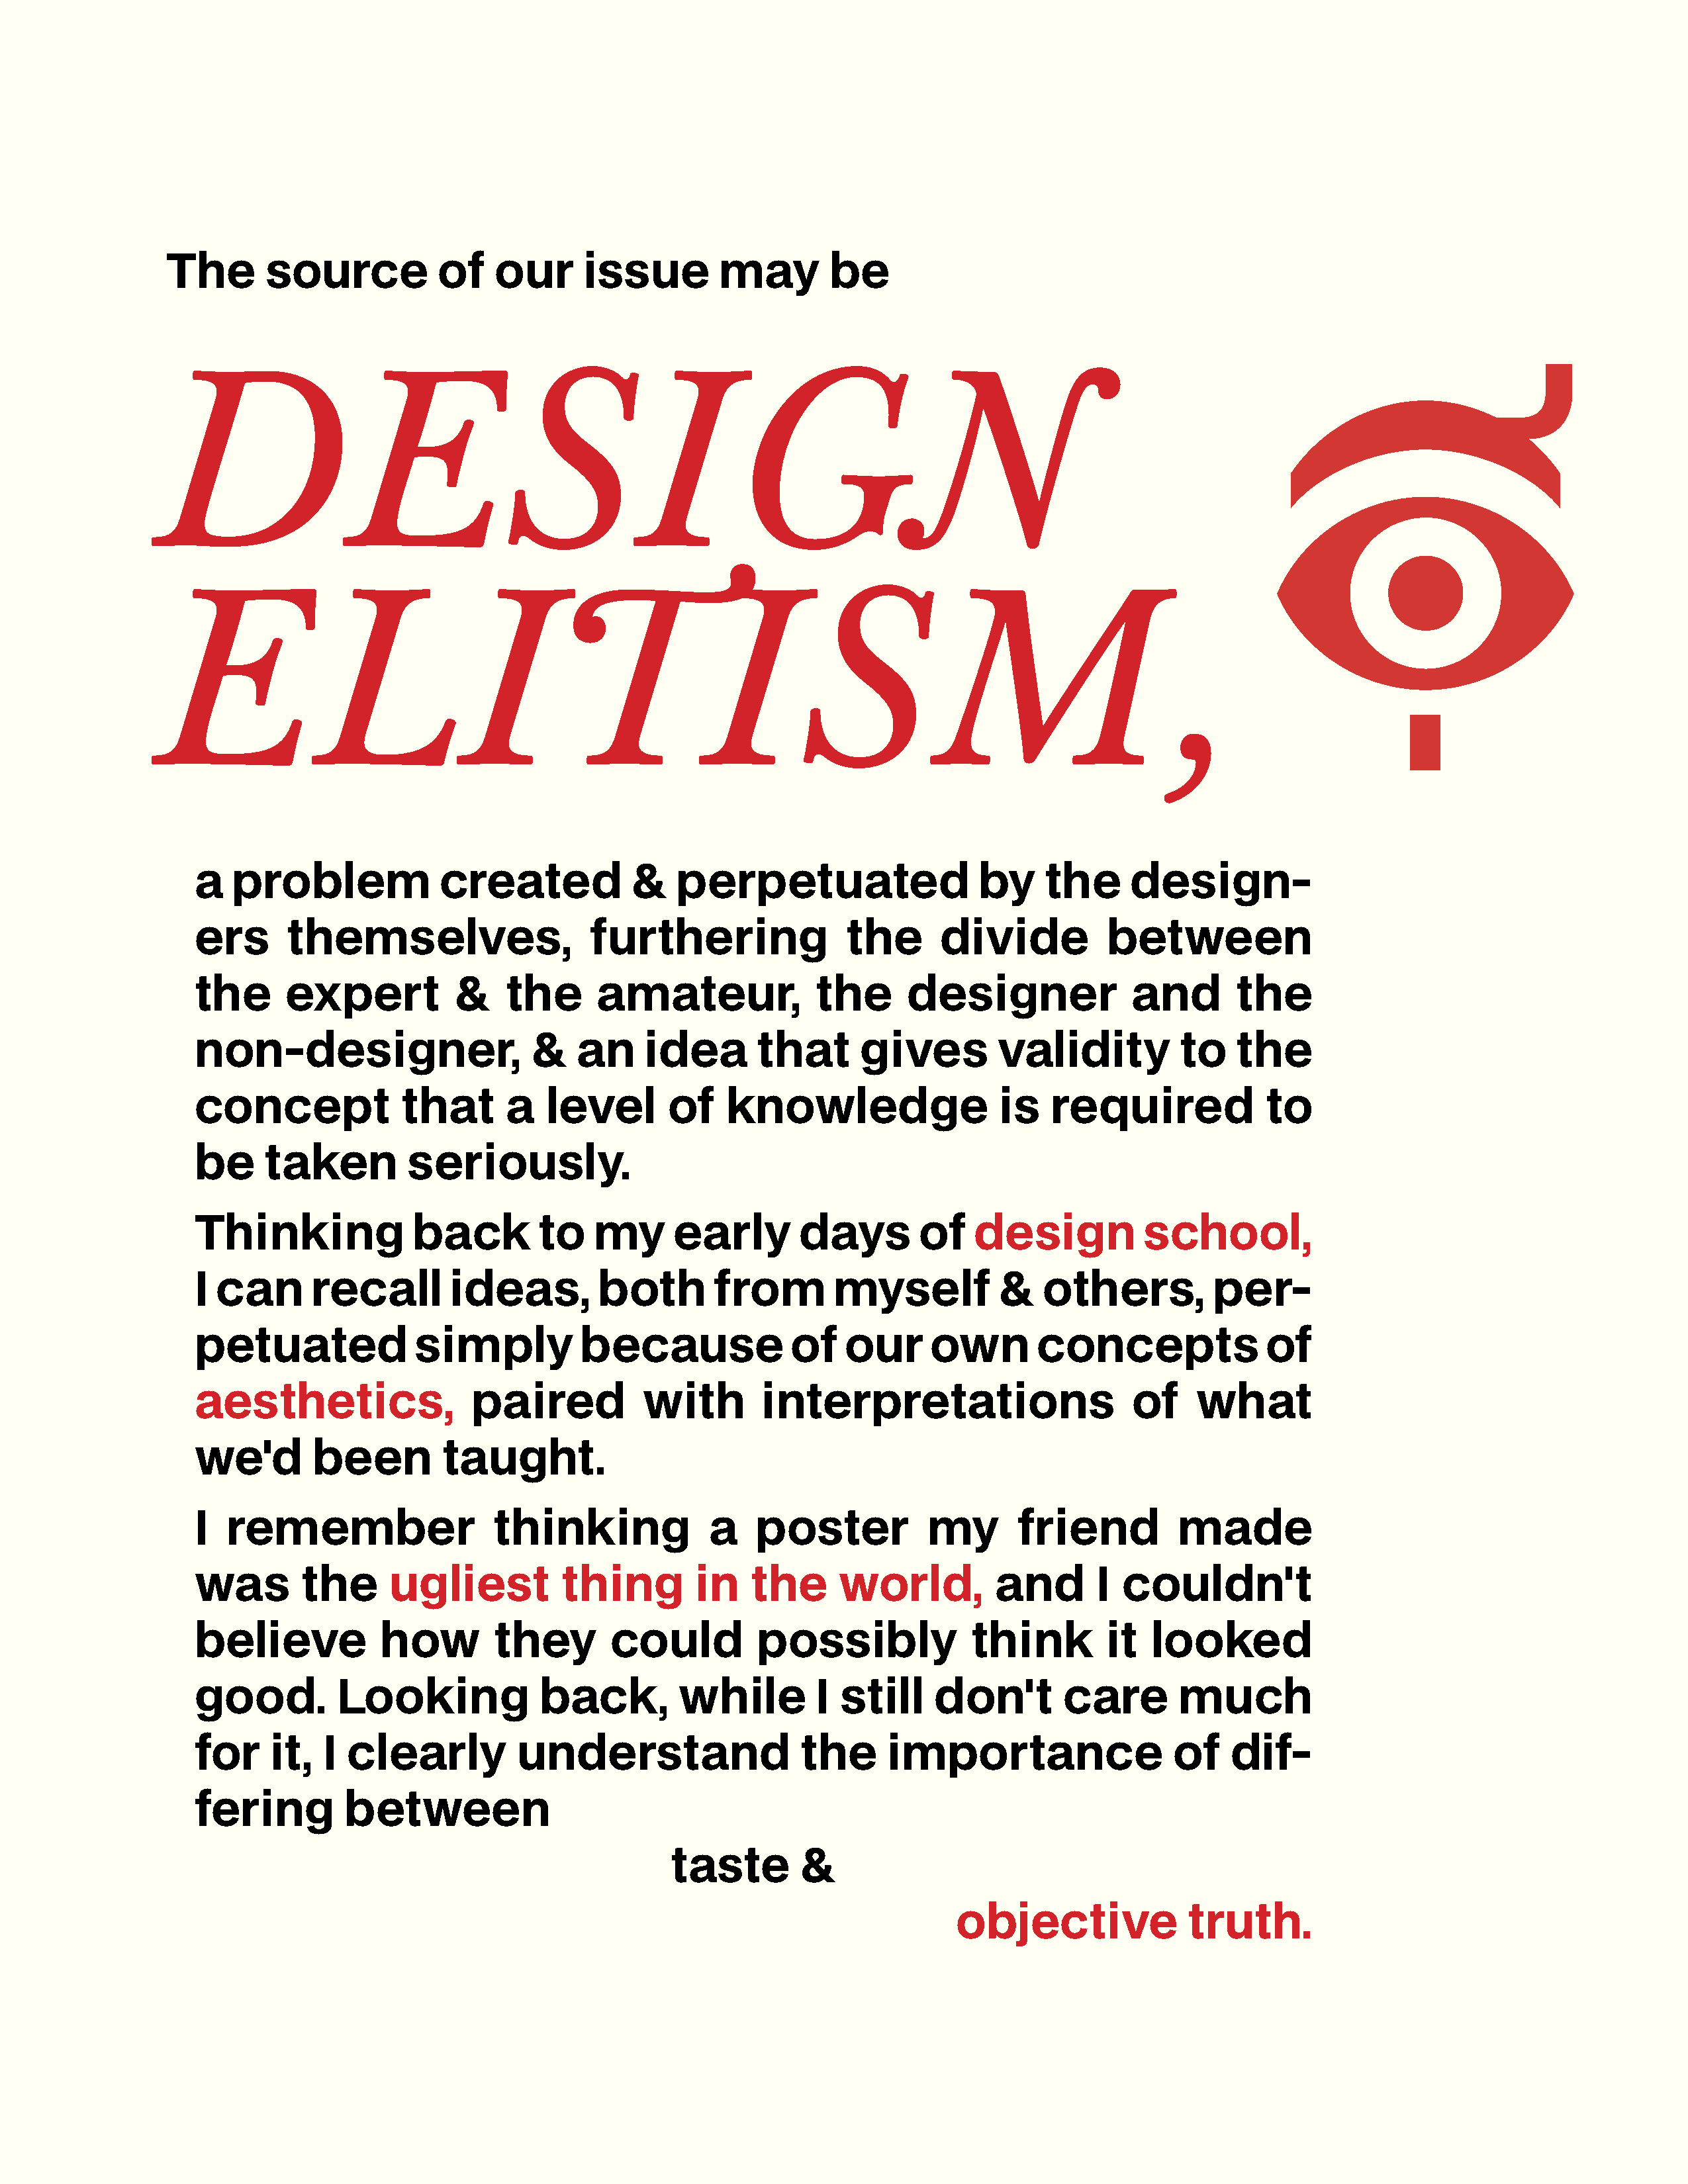 The source of our issue may be
DESIGN
ELITISM,
a problem created & perpetuated by the design-
ers themselves, furthering the divide between
the expert & the amateur, the designer and the
non-designer, & an idea that gives validity to the
concept that a level of knowledge is required to
be taken seriously.
Thinking back to my early days of design school,
I can recall ideas, both from myself & others, per-
petuated simply because of our own concepts of
aesthetics, paired with interpretations of what
we'd been taught.
I remember thinking a poster my friend made
was the ugliest thing in the world, and I couldn't
believe how they could possibly think it looked
good. Looking back, while I still don't care much
for it, I clearly understand the importance of dif-
fering between
taste &
objective truth.